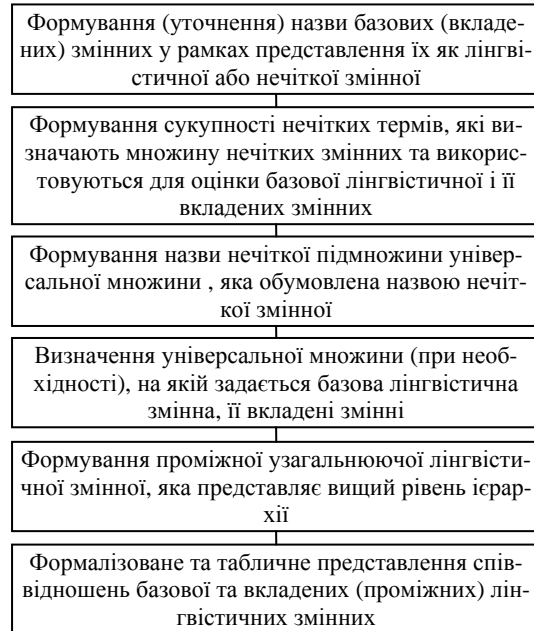 Формування (уточнення) назви базових (вкладе-
них) змінних у рамках представлення їх як лінгві-
стичної або нечіткої змінної
Формування сукупності нечітких термів, які ви-
значають множину нечітких змінних та викорис-
товуються для оцінки базової лінгвістичної і її
вкладених змінних
Формування назви нечіткої підмножини універ-
сальної множини , яка обумовлена назвою нечіт-
кої змінної
Визначення універсальної множини (при необ-
хідності), на якій задається базова лінгвістична
змінна, її вкладені змінні
Формування проміжної узагальнюючої лінгвісти-
чної змінної, яка представляє вищий рівень ієрар-
хії
Формалізоване та табличне представлення спів-
відношень базової та вкладених (проміжних) лін-
гвістичних змінних